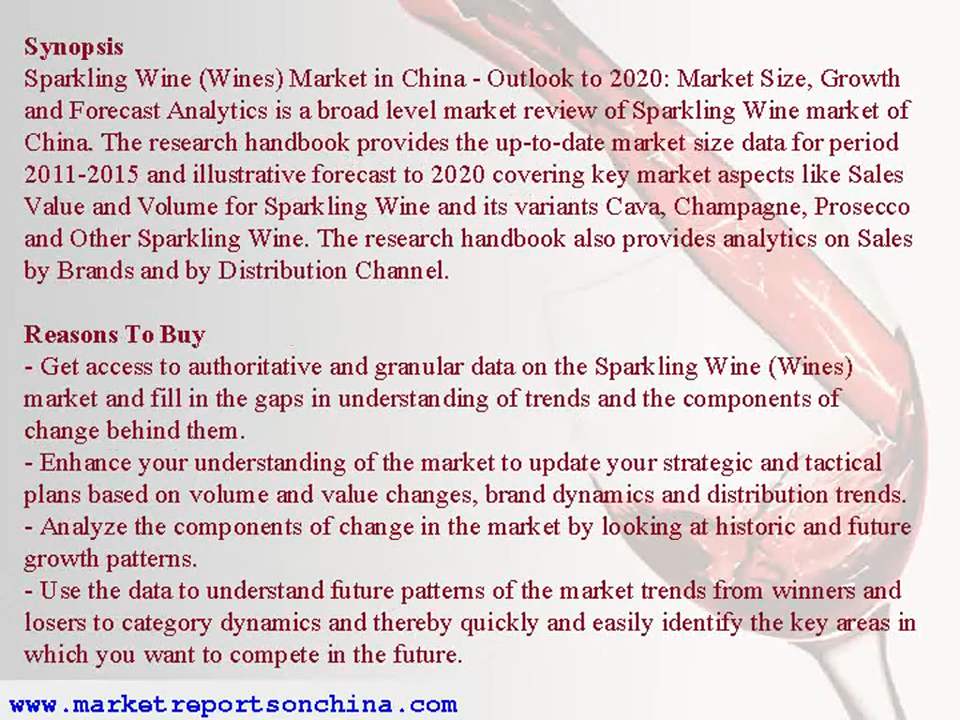 Synopsis
Sparkling Wine (Wines) Market in China - Outlook to 2020: Market Size, Growth
and Forecast Analytics is a broad level market review of Sparkling Wine market of
China. The research handbook provides the up-to-date market size data for period
2011-2015 and illustrative forecast to 2020 covering key market aspects like Sales
Value and Volume for Sparkling Wine and its variants Cava, Champagne, Prosecco
and Other Sparkling Wine. The research handbook also provides analytics on Sales
by Brands and by Distribution Channel.
Reasons To Buy
- Get access to authoritative and granular data on the Sparkling Wine (Wines)
market and fill in the gaps in understanding of trends and the components of
change behind them.
- Enhance your understanding of the market to update your strategic and tactical
plans based on volume and value changes, brand dynamics and distribution trends.
- Analyze the components of change in the market by looking at historic and future
growth patterns.
- Use the data to understand future patterns of the market trends from winners and
losers to category dynamics and thereby quickly and easily identify the key areas in
which you want to compete in the future.
www.marketreportsonchina.com